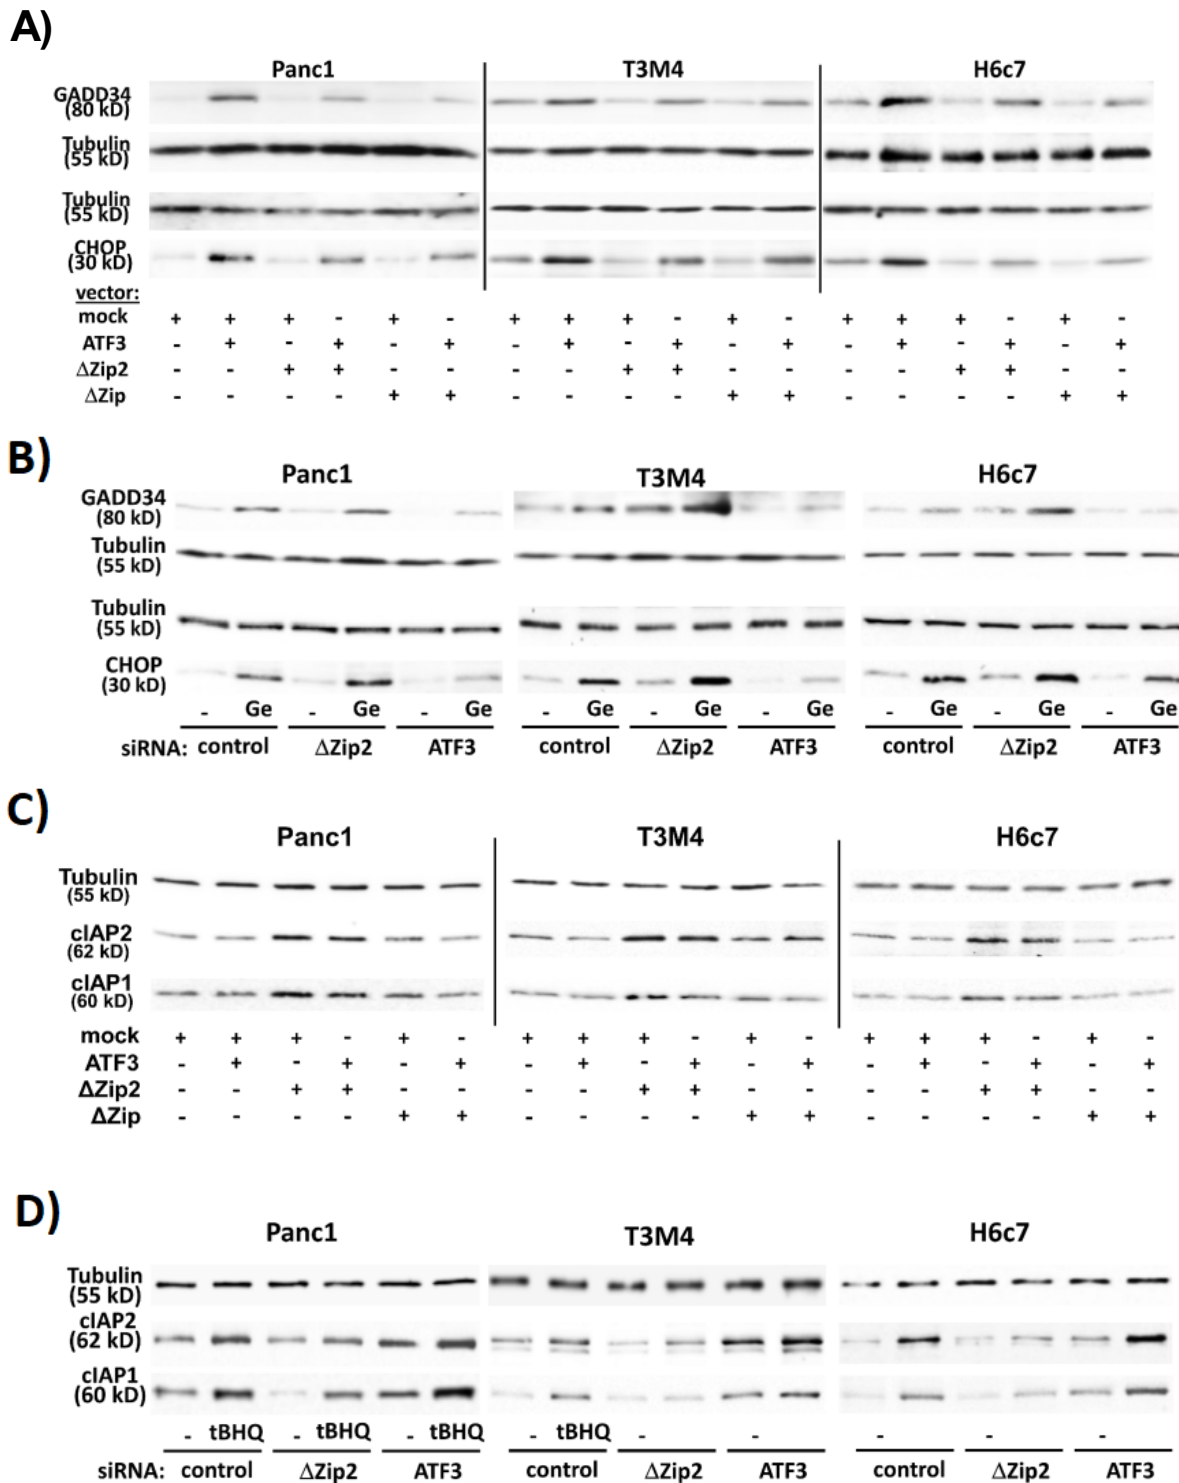 A)
Panc1 T3M4 H6c7
GADD34
(80 kD)
Tubulin
(55 kD)
Tubulin
(55 kD)
CHOP
(30 kD)
vector:
mock + + + - + - + + + - + - + + + - + -
ATF3 - + - + - + - + - + - + - + - + - +
ΔZip2 - - + + - - - - + + - - - - + + - -
ΔZip - - - - + + - - - - + + - - - - + +
B)
Panc1 T3M4 H6c7
GADD34
(80 kD)
Tubulin
(55 kD)
Tubulin
(55 kD)
CHOP
(30 kD)
- Ge - Ge - Ge - Ge - Ge - Ge - Ge - Ge - Ge
siRNA: control ΔZip2 ATF3 control ΔZip2 ATF3 control ΔZip2 ATF3
C)
Panc1 T3M4 H6c7
Tubulin
(55 kD)
cIAP2
(62 kD)
cIAP1
(60 kD)
mock + + + - + - + + + - + - + + + - + -
ATF3 - + - + - + - + - + - + - + - + - +
ΔZip2 - - + + - - - - + + - - - - + + - -
ΔZip - - - - + + - - - - + + - - - - + +
D)
Panc1 T3M4 H6c7
Tubulin
(55 kD)
cIAP2
(62 kD)
cIAP1
(60 kD)
- tBHQ - tBHQ - tBHQ - tBHQ - - - - -
siRNA: control ΔZip2 ATF3 control ΔZip2 ATF3 control ΔZip2 ATF3